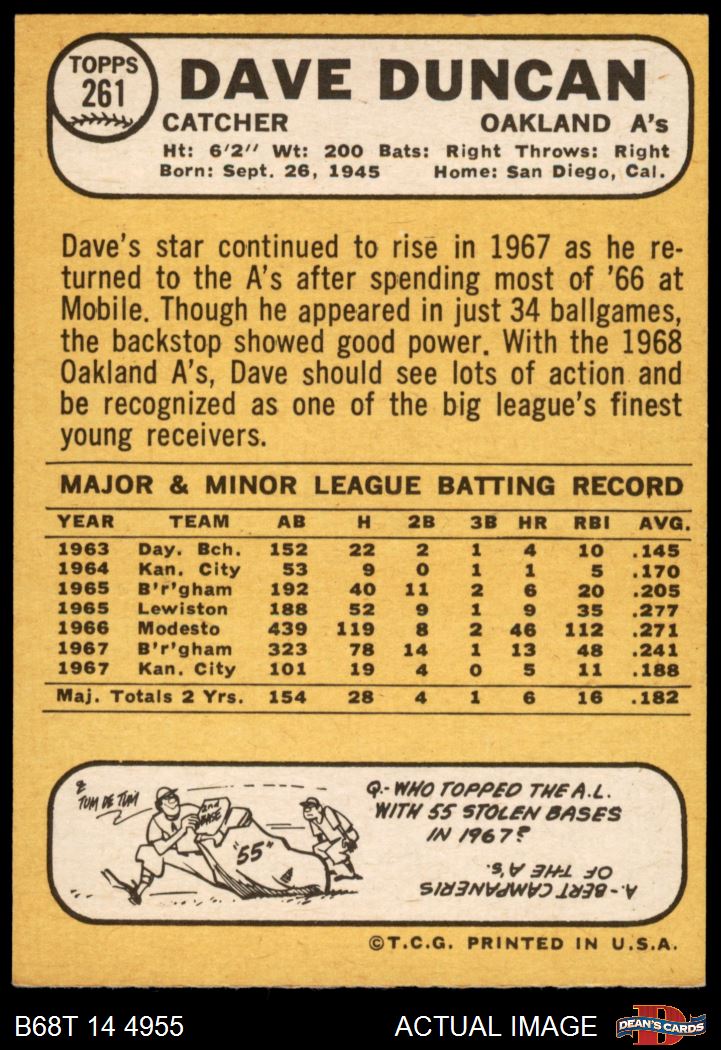 TOPPS
261
DAVE DUNCAN
CATCHER OAKLAND A's
Ht: 6'2" Wt: 200 Bats: Right Throws: Right
Born: Sept. 26, 1945 Home: San Diego, Cal.
Dave's star continued to rise in 1967 as he re-
turned to the A's after spending most of '66 at
Mobile. Though he appeared in just 34 ballgames,
the backstop showed good power. With the 1968
Oakland A's, Dave should see lots of action and
be recognized as one of the big league's finest
young receivers.
MAJOR & MINOR LEAGUE BATTING RECORD
YEAR TEAM AB H 2B 3B HR RBI AVG.
1963 Day. Bch. 152 22 2 1 4 10 .145
1964 Kan. City 53 9 0 1 1 5 .170
1965 B'r'gham 192 40 11 2 6 20 .205
1965 Lewiston 188 52 9 1 9 35 .277
1966 Modesto 439 119 8 2 46 112 .271
1967 B'r'gham 323 78 14 1 13 48 .241
1967 Kan. City 101 19 4 0 5 11 .188
Maj. Totals 2 Yrs. 154 28 4 1 6 16 .182
TUM DE TUM
2nd
BASE
"55"
A
Q.- WHO TOPPED THE A.L.
WITH 55 STOLEN BASES
IN 1967?
A.- BERT CAMPANERIS
OF THE A's.
©T.C.G. PRINTED IN U.S.A.
B68T 14 4955 ACTUAL IMAGE
D
DEAN'S CARDS